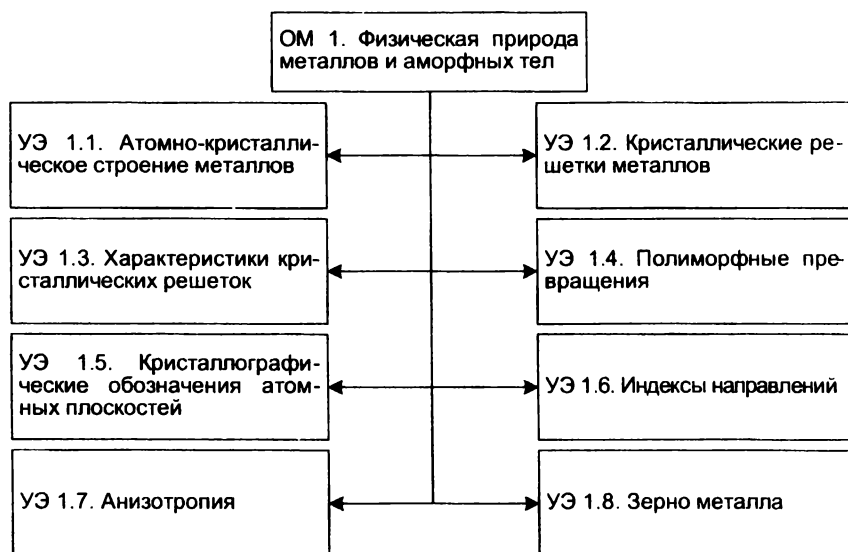 ОМ 1. Физическая природа
металлов и аморфных тел
УЭ 1.1. Атомно-кристалли-
ческое строение металлов
УЭ 1.2. Кристаллические ре-
шетки металлов
УЭ 1.3. Характеристики кри-
сталлических решеток
УЭ 1.4. Полиморфные пре-
вращения
УЭ 1.5. Кристаллографи-
ческие обозначения атом-
ных плоскостей
УЭ 1.6. Индексы направлений
УЭ 1.7. Анизотропия
УЭ 1.8. Зерно металла